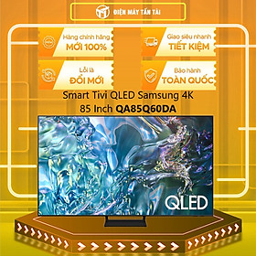 ĐIỆN MÁY TẤN TÀI
Hàng chính hãng
MỚI 100%
Giao siêu nhanh
TIẾT KIỆM
Lỗi là
ĐỔI MỚI
Bảo hành
TOÀN QUỐC
Smart Tivi QLED Samsung 4K
85 Inch QA85Q60DA
QLED